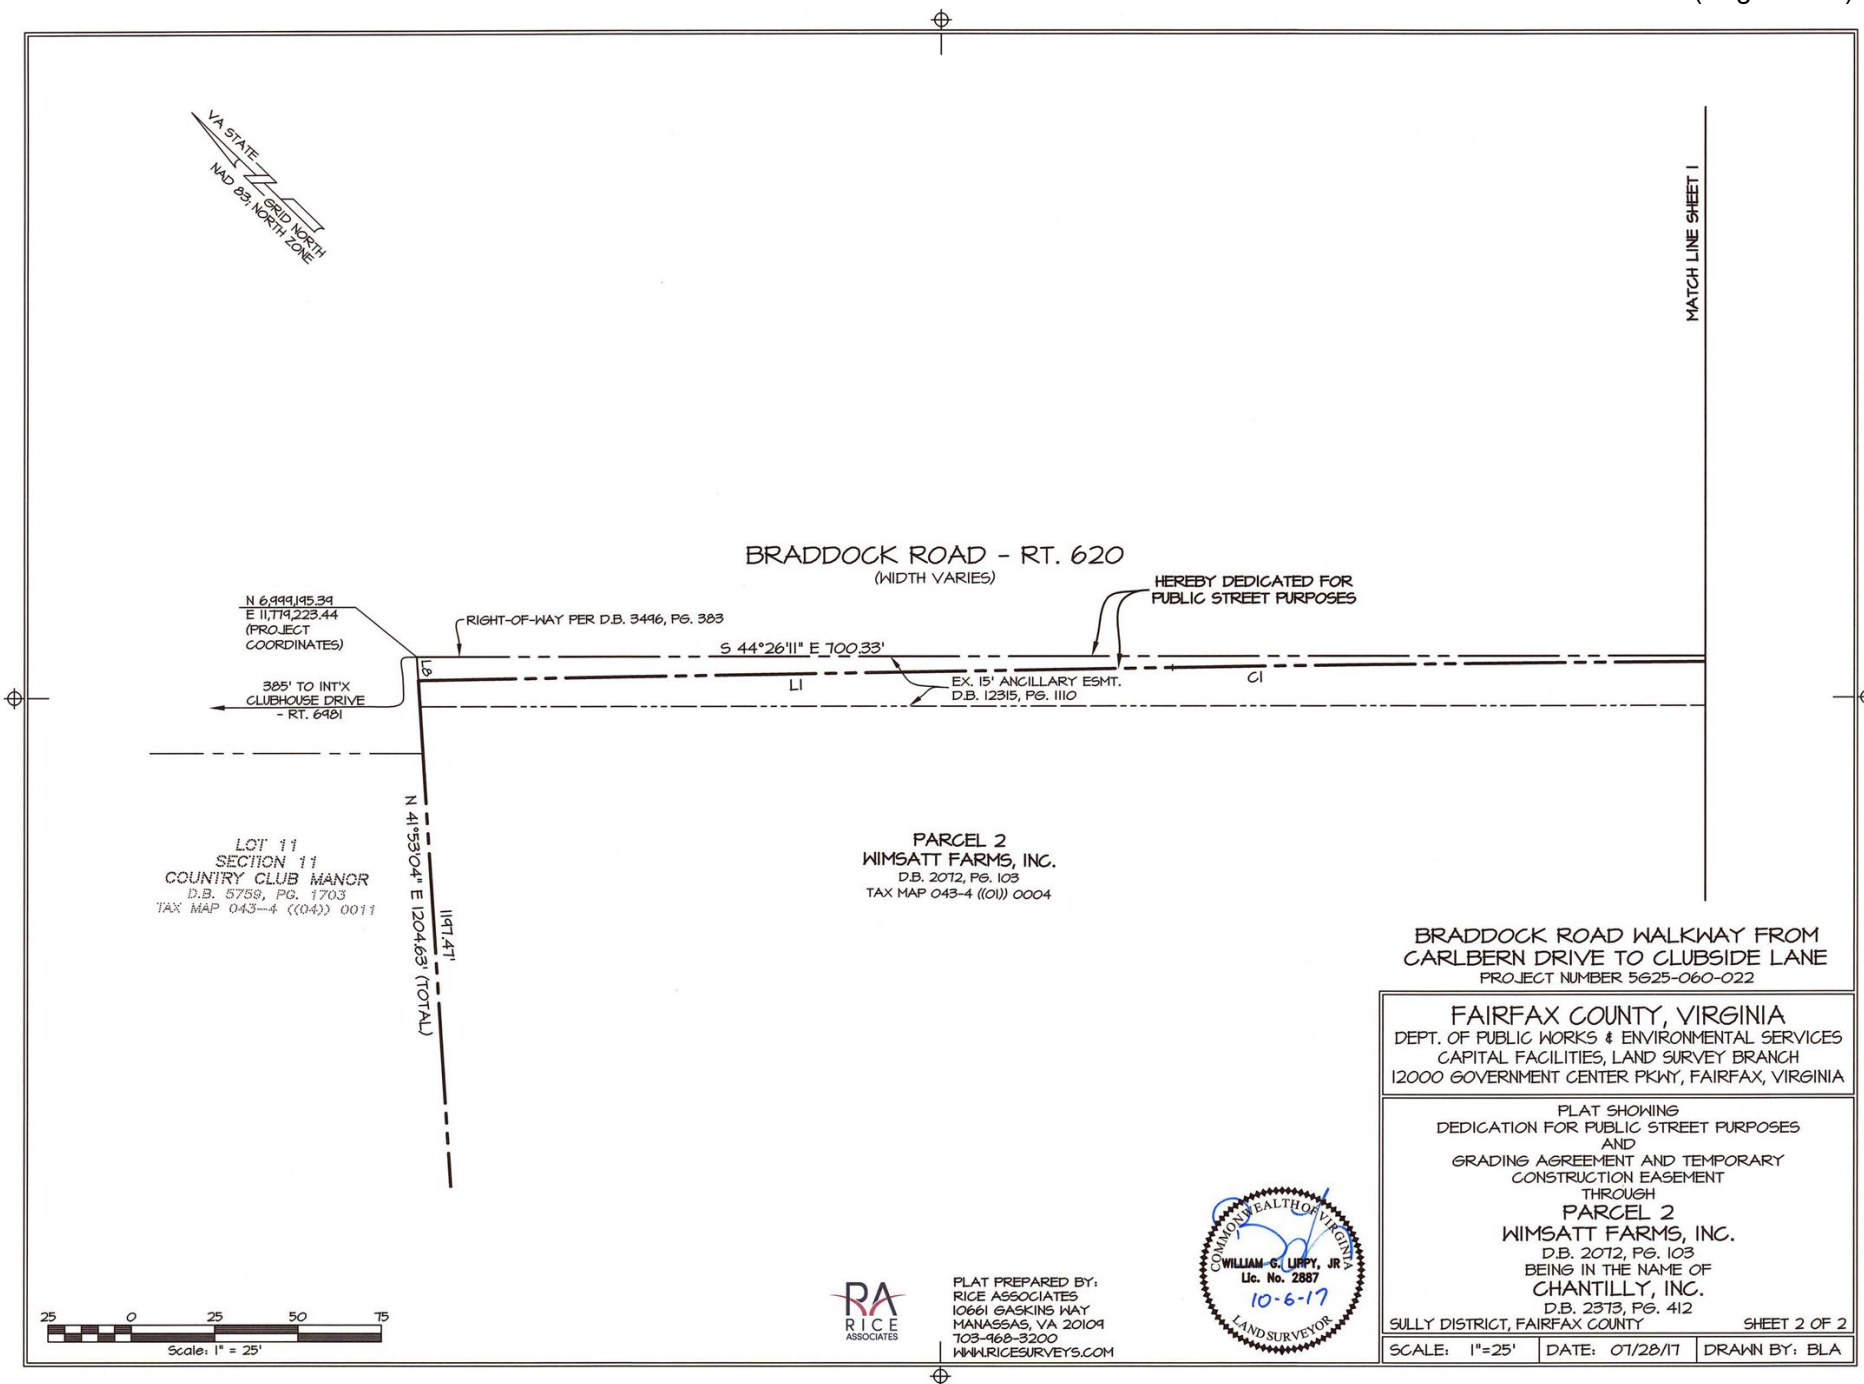 VA STATE
GRID NORTH
NAD 83, NORTH ZONE
MATCH LINE SHEET 1
BRADDOCK ROAD - RT. 620
(WIDTH VARIES)
HEREBY DEDICATED FOR
PUBLIC STREET PURPOSES
N 6,999,195.39
E 11,779,223.44
(PROJECT
COORDINATES)
RIGHT-OF-WAY PER D.B. 3496, PG. 383
S 44°26'11" E 700.33'
L8
385' TO INT'X
CLUBHOUSE DRIVE
- RT. 6981
L1
EX. 15' ANCILLARY ESMT.
D.B. 12315, PG. 1110
C1
N 41°53'04" E 1204.63' (TOTAL)
1197.47'
LOT 11
SECTION 11
COUNTRY CLUB MANOR
D.B. 5759, PG. 1703
TAX MAP 043-4 ((04)) 0011
PARCEL 2
WIMSATT FARMS, INC.
D.B. 2072, PG. 103
TAX MAP 043-4 ((01)) 0004
BRADDOCK ROAD WALKWAY FROM
CARLBERN DRIVE TO CLUBSIDE LANE
PROJECT NUMBER 5G25-060-022
FAIRFAX COUNTY, VIRGINIA
DEPT. OF PUBLIC WORKS & ENVIRONMENTAL SERVICES
CAPITAL FACILITIES, LAND SURVEY BRANCH
12000 GOVERNMENT CENTER PKWY, FAIRFAX, VIRGINIA
PLAT SHOWING
DEDICATION FOR PUBLIC STREET PURPOSES
AND
GRADING AGREEMENT AND TEMPORARY
CONSTRUCTION EASEMENT
THROUGH
PARCEL 2
WIMSATT FARMS, INC.
D.B. 2072, PG. 103
BEING IN THE NAME OF
CHANTILLY, INC.
D.B. 2373, PG. 412
SULLY DISTRICT, FAIRFAX COUNTY SHEET 2 OF 2
SCALE: 1"=25' DATE: 07/28/17 DRAWN BY: BLA
COMMONWEALTH OF VIRGINIA
WILLIAM G. LIPPY, JR
Lic. No. 2887
10-6-17
LAND SURVEYOR
RA
RICE
ASSOCIATES
PLAT PREPARED BY:
RICE ASSOCIATES
10661 GASKINS WAY
MANASSAS, VA 20109
703-968-3200
WWW.RICESURVEYS.COM
25 0 25 50 75
Scale: 1" = 25'